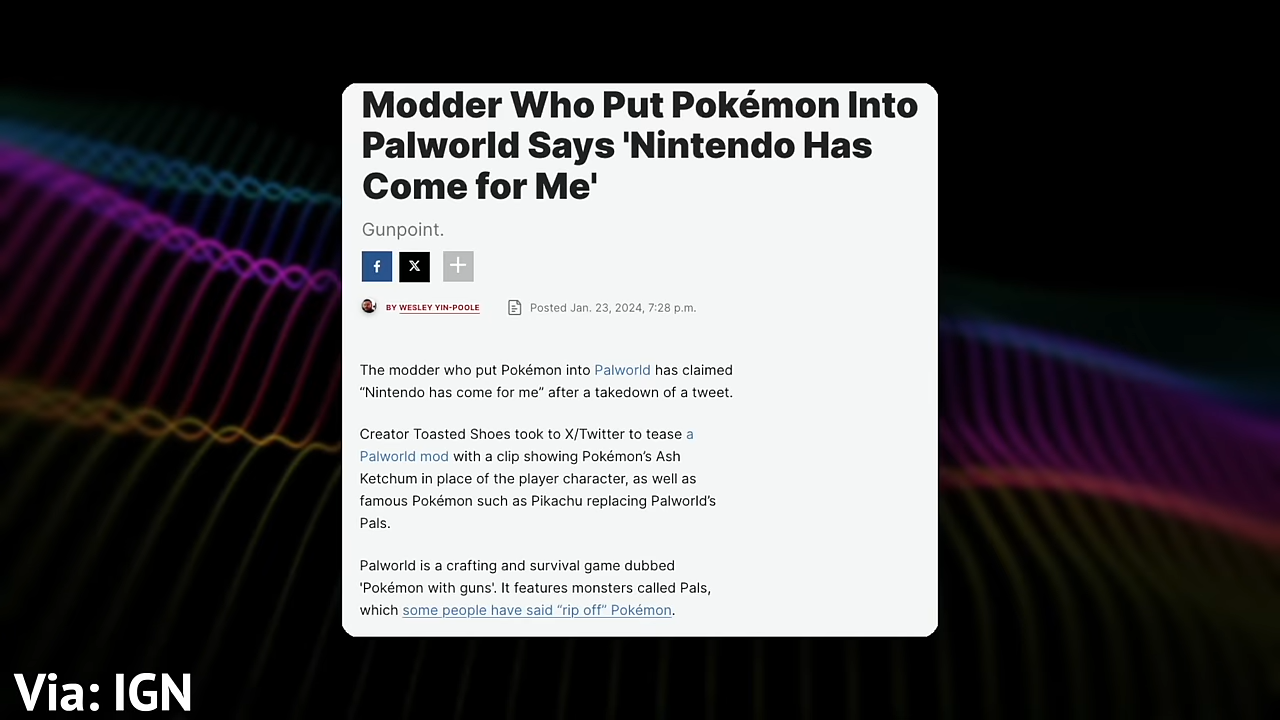 Modder Who Put Pokémon Into
Palworld Says 'Nintendo Has
Come for Me'
Gunpoint.
BY WESLEY YIN-POOLE
Posted Jan. 23, 2024, 7:28 p.m.
The modder who put Pokémon into Palworld has claimed
“Nintendo has come for me” after a takedown of a tweet.
Creator Toasted Shoes took to X/Twitter to tease a
Palworld mod with a clip showing Pokémon’s Ash
Ketchum in place of the player character, as well as
famous Pokémon such as Pikachu replacing Palworld’s
Pals.
Palworld is a crafting and survival game dubbed
'Pokémon with guns'. It features monsters called Pals,
which some people have said “rip off” Pokémon.
Via: IGN